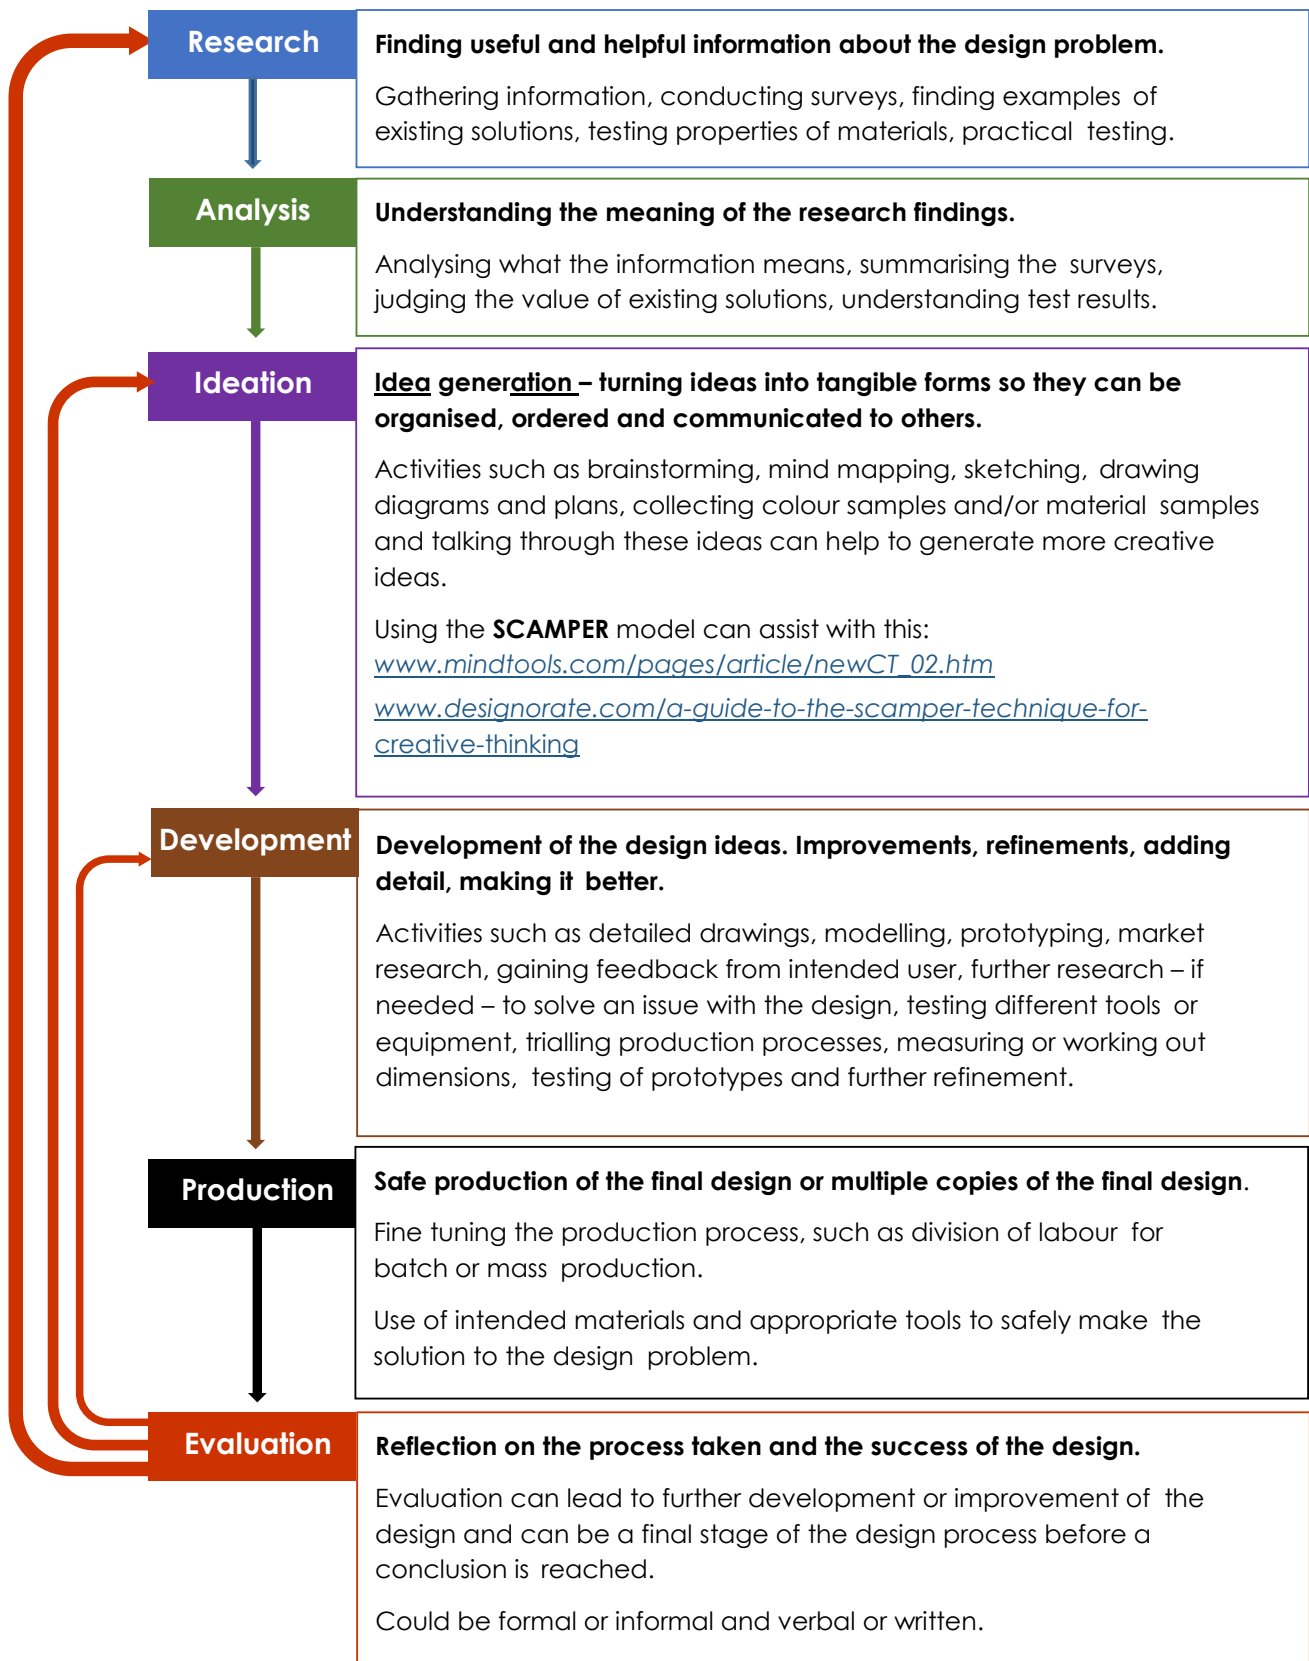 Research
Finding useful and helpful information about the design problem.
Gathering information, conducting surveys, finding examples of
existing solutions, testing properties of materials, practical testing.
Analysis
Understanding the meaning of the research findings.
Analysing what the information means, summarising the surveys,
judging the value of existing solutions, understanding test results.
Ideation
Idea generation – turning ideas into tangible forms so they can be
organised, ordered and communicated to others.
Activities such as brainstorming, mind mapping, sketching, drawing
diagrams and plans, collecting colour samples and/or material samples
and talking through these ideas can help to generate more creative
ideas.
Using the SCAMPER model can assist with this:
www.mindtools.com/pages/article/newCT_02.htm
www.designorate.com/a-guide-to-the-scamper-technique-for-
creative-thinking
Development
Development of the design ideas. Improvements, refinements, adding
detail, making it better.
Activities such as detailed drawings, modelling, prototyping, market
research, gaining feedback from intended user, further research – if
needed – to solve an issue with the design, testing different tools or
equipment, trialling production processes, measuring or working out
dimensions, testing of prototypes and further refinement.
Production
Safe production of the final design or multiple copies of the final design.
Fine tuning the production process, such as division of labour for
batch or mass production.
Use of intended materials and appropriate tools to safely make the
solution to the design problem.
Evaluation
Reflection on the process taken and the success of the design.
Evaluation can lead to further development or improvement of the
design and can be a final stage of the design process before a
conclusion is reached.
Could be formal or informal and verbal or written.